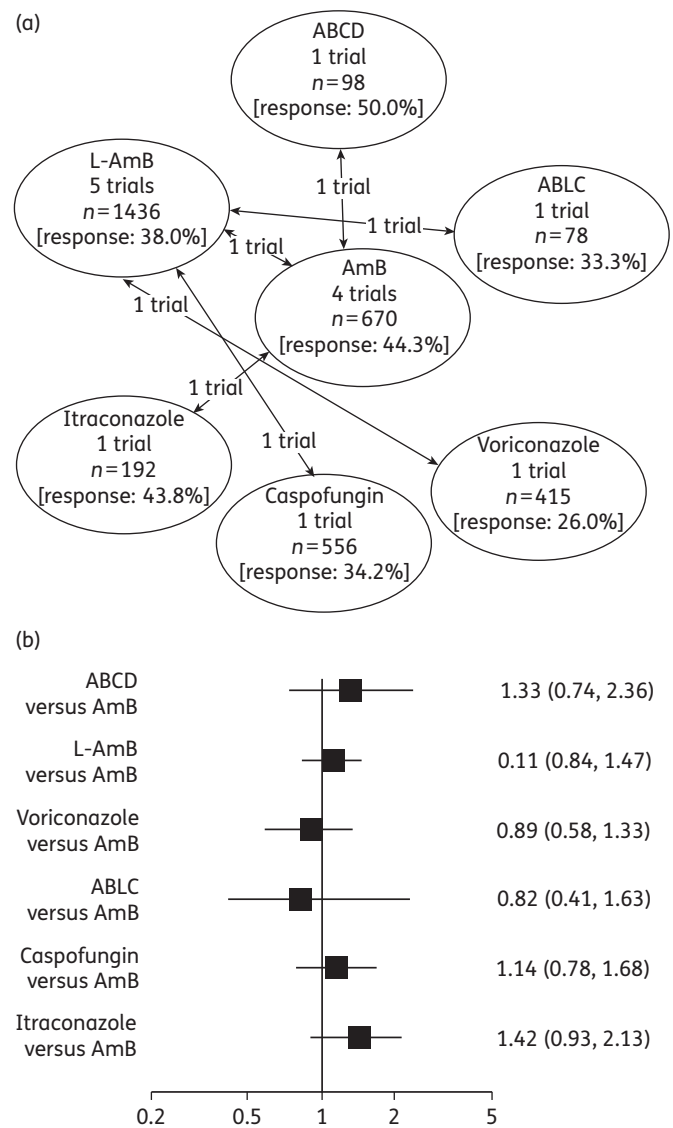 (a)
ABCD
1 trial
n=98
[response: 50.0%]
L-AmB
5 trials
n=1436
[response: 38.0%]
1 trial
ABLC
1 trial
n=78
[response: 33.3%]
1 trial
1 trial
AmB
4 trials
n=670
[response: 44.3%]
1 trial
1 trial
Itraconazole
1 trial
n=192
[response: 43.8%]
1 trial
Voriconazole
1 trial
n=415
[response: 26.0%]
Caspofungin
1 trial
n=556
[response: 34.2%]
(b)
ABCD
versus AmB
1.33 (0.74, 2.36)
L-AmB
versus AmB
0.11 (0.84, 1.47)
Voriconazole
versus AmB
0.89 (0.58, 1.33)
ABLC
versus AmB
0.82 (0.41, 1.63)
Caspofungin
versus AmB
1.14 (0.78, 1.68)
Itraconazole
versus AmB
1.42 (0.93, 2.13)
0.2 0.5 1 2 5